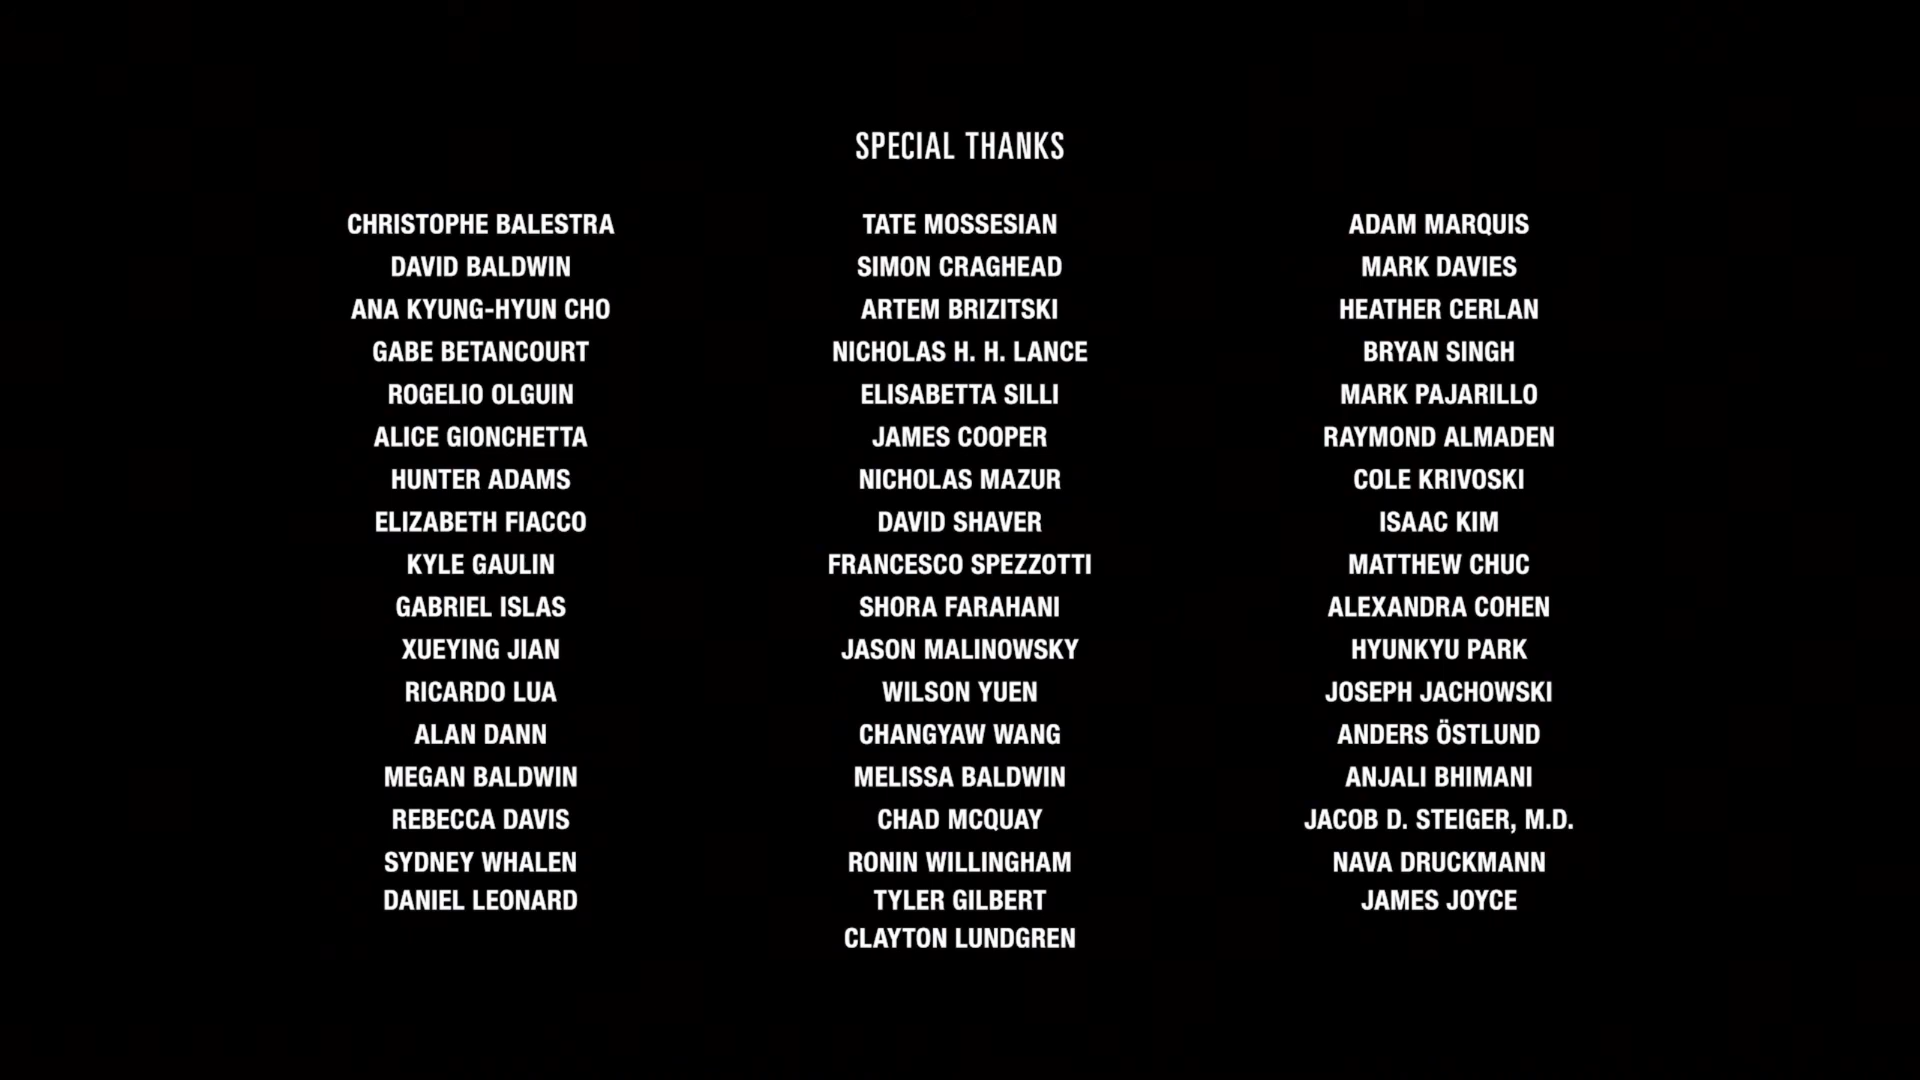 SPECIAL THANKS
CHRISTOPHE BALESTRA
DAVID BALDWIN
ANA KYUNG-HYUN CHO
GABE BETANCOURT
ROGELIO OLGUIN
ALICE GIONCHETTA
HUNTER ADAMS
ELIZABETH FIACCO
KYLE GAULIN
GABRIEL ISLAS
XUEYING JIAN
RICARDO LUA
ALAN DANN
MEGAN BALDWIN
REBECCA DAVIS
SYDNEY WHALEN
DANIEL LEONARD
TATE MOSSESIAN
SIMON CRAGHEAD
ARTEM BRIZITSKI
NICHOLAS H. H. LANCE
ELISABETTA SILLI
JAMES COOPER
NICHOLAS MAZUR
DAVID SHAVER
FRANCESCO SPEZZOTTI
SHORA FARAHANI
JASON MALINOWSKY
WILSON YUEN
CHANGYAW WANG
MELISSA BALDWIN
CHAD MCQUAY
RONIN WILLINGHAM
TYLER GILBERT
CLAYTON LUNDGREN
ADAM MARQUIS
MARK DAVIES
HEATHER CERLAN
BRYAN SINGH
MARK PAJARILLO
RAYMOND ALMADEN
COLE KRIVOSKI
ISAAC KIM
MATTHEW CHUC
ALEXANDRA COHEN
HYUNKYU PARK
JOSEPH JACHOWSKI
ANDERS ÖSTLUND
ANJALI BHIMANI
JACOB D. STEIGER, M.D.
NAVA DRUCKMANN
JAMES JOYCE